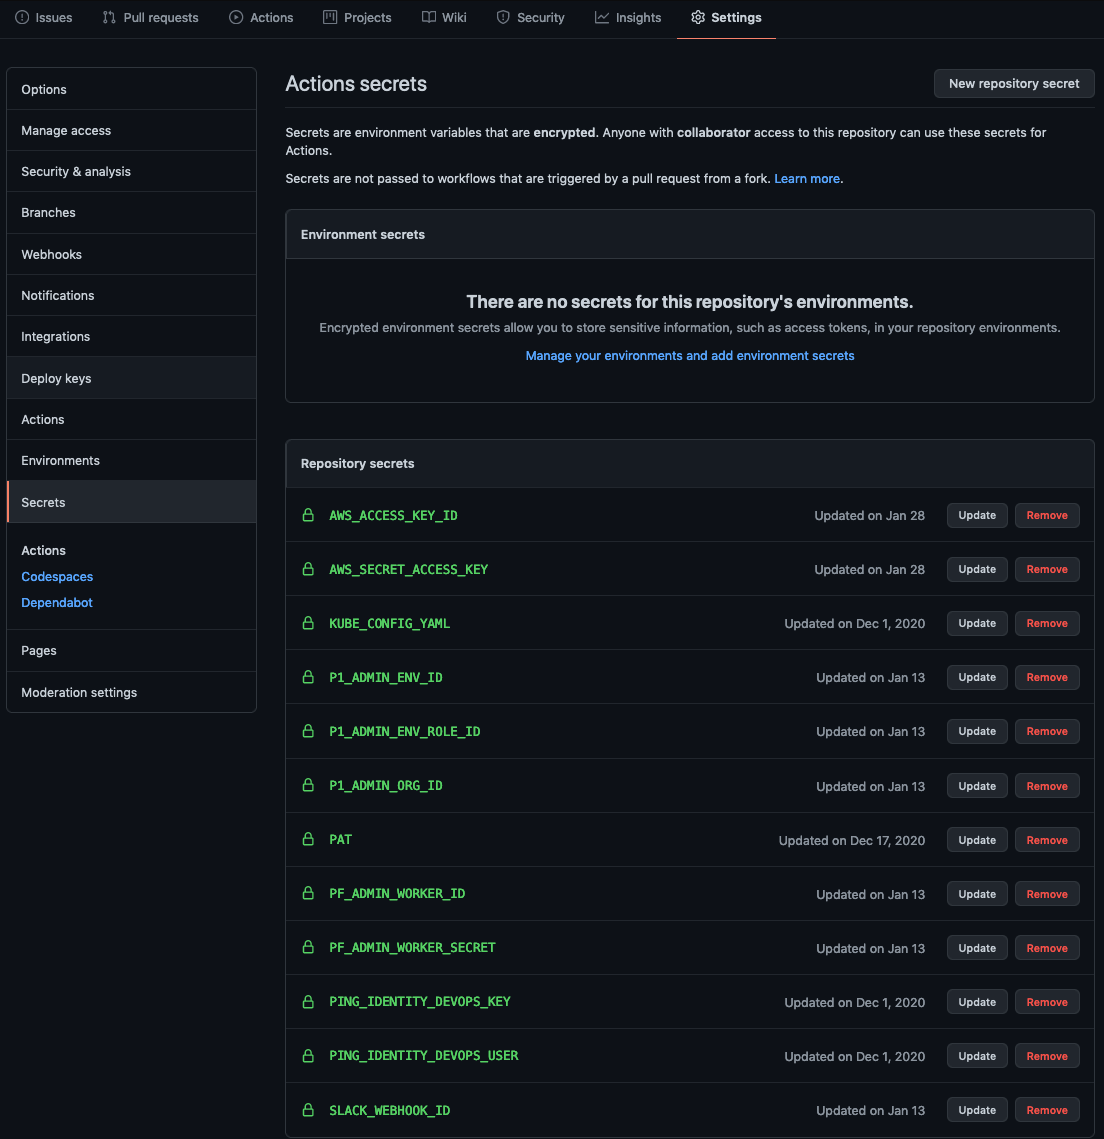 Issues Pull requests Actions Projects Wiki Security Insights Settings
Options
Manage access
Security & analysis
Branches
Webhooks
Notifications
Integrations
Deploy keys
Actions
Environments
Secrets
Actions
Codespaces
Dependabot
Pages
Moderation settings
Actions secrets New repository secret
Secrets are environment variables that are encrypted. Anyone with collaborator access to this repository can use these secrets for
Actions.
Secrets are not passed to workflows that are triggered by a pull request from a fork. Learn more.
Environment secrets
There are no secrets for this repository's environments.
Encrypted environment secrets allow you to store sensitive information, such as access tokens, in your repository environments.
Manage your environments and add environment secrets
Repository secrets
AWS_ACCESS_KEY_ID Updated on Jan 28 Update Remove
AWS_SECRET_ACCESS_KEY Updated on Jan 28 Update Remove
KUBE_CONFIG_YAML Updated on Dec 1, 2020 Update Remove
P1_ADMIN_ENV_ID Updated on Jan 13 Update Remove
P1_ADMIN_ENV_ROLE_ID Updated on Jan 13 Update Remove
P1_ADMIN_ORG_ID Updated on Jan 13 Update Remove
PAT Updated on Dec 17, 2020 Update Remove
PF_ADMIN_WORKER_ID Updated on Jan 13 Update Remove
PF_ADMIN_WORKER_SECRET Updated on Jan 13 Update Remove
PING_IDENTITY_DEVOPS_KEY Updated on Dec 1, 2020 Update Remove
PING_IDENTITY_DEVOPS_USER Updated on Dec 1, 2020 Update Remove
SLACK_WEBHOOK_ID Updated on Jan 13 Update Remove